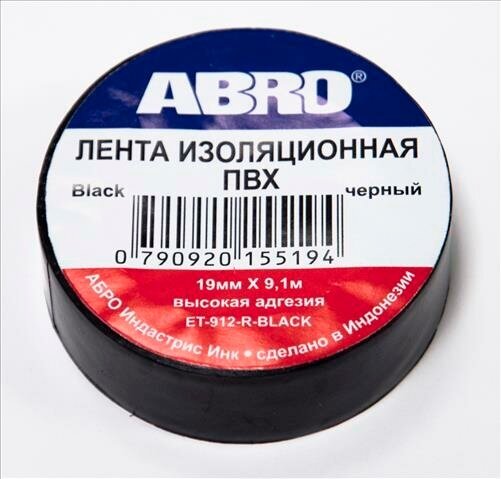 ABRO®
ЛЕНТА ИЗОЛЯЦИОННАЯ
ПВХ
Black черный
0 790920 155194
19мм X 9,1м
высокая адгезия
ET-912-R-BLACK
АБРО Индастрис Инк • сделано в Индонезии